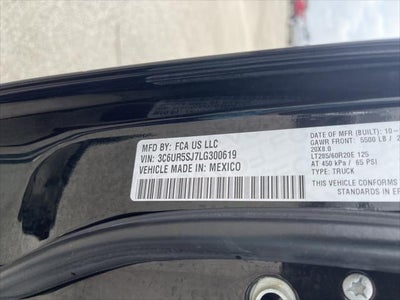 MFD BY: FCA US LLC
VIN: 3C6UR5SJ7LG300619
VEHICLE MADE IN: MEXICO
DATE OF MFR (BUILT): 10-
GAWR FRONT: 5500 LB / 2
20X8.0
LT285/60R20E 125
AT 450 kPa / 65 PSI
TYPE: TRUCK
THIS VEHICLE CONFORMS
STANDARDS IN EF